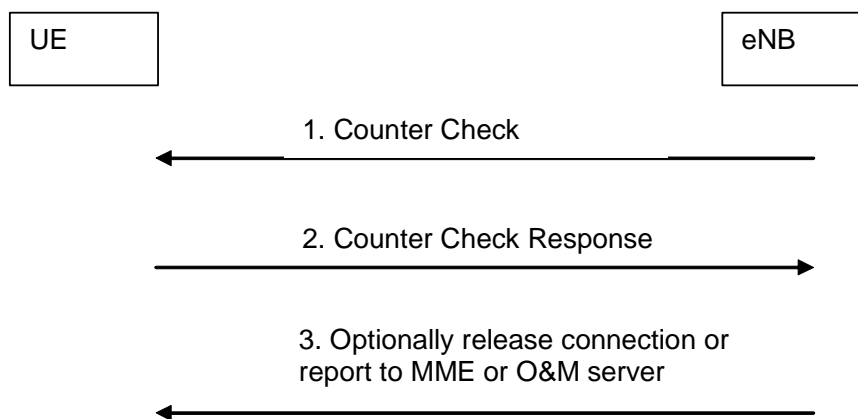 UE
eNB
1. Counter Check
2. Counter Check Response
3. Optionally release connection or
report to MME or O&M server